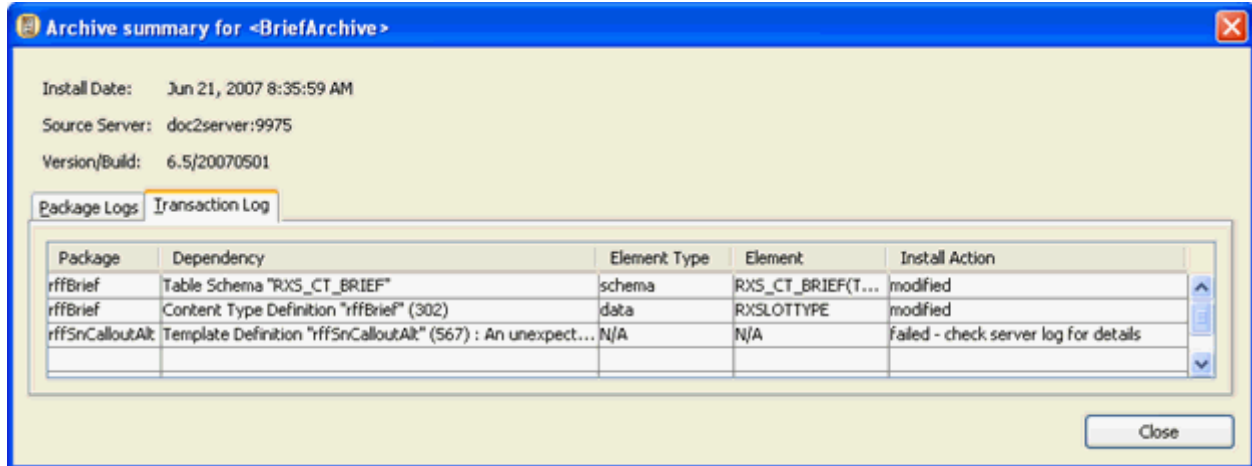 Archive summary for <BriefArchive>
Install Date: Jun 21, 2007 8:35:59 AM
Source Server: doc2server:9975
Version/Build: 6.5/20070501
Package Logs Transaction Log
Package Dependency Element Type Element Install Action
rffBrief Table Schema "RXS_CT_BRIEF" schema RXS_CT_BRIEF(T... modified
rffBrief Content Type Definition "rffBrief" (302) data RXSLOTTYPE modified
rffSnCalloutAlt Template Definition "rffSnCalloutAlt" (567) : An unexpect... N/A N/A failed - check server log for details
Close